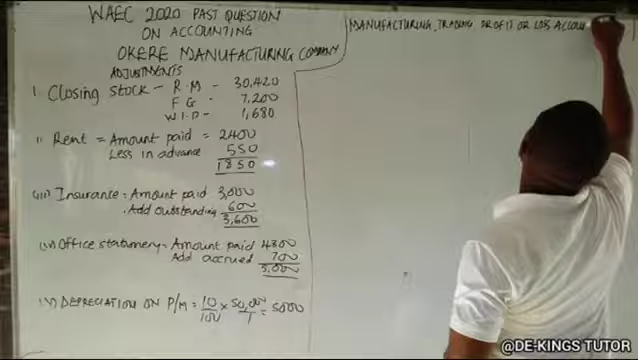 WAEC 2020 PAST QUESTION
ON ACCOUNTING
OKERE MANUFACTURING COMPANY
ADJUSTMENTS
I Closing stock - R.M - 30,420
F G - 7,200
W.I.D - 1,680
II Rent = Amount paid = 2400
Less in advance 550
1850
(iii) Insurance = Amount paid 3,000
Add outstanding 600
3,600
(iv) Office stationery = Amount paid 4300
Add accrued 700
5,000
(v) DEPRECIATION ON P/M = 10/100 × 50,000/1 = 5000
MANUFACTURING, TRADING PROFIT OR LOSS ACCOU
@DE-KINGS TUTOR